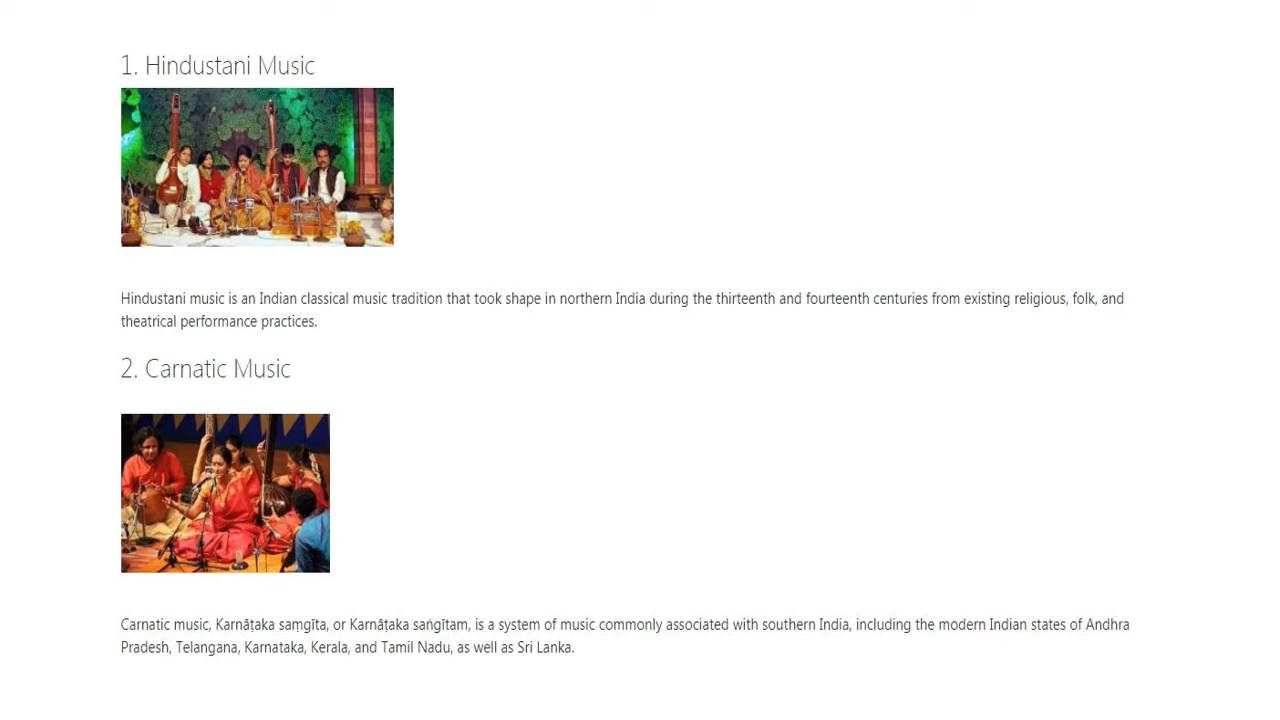 1. Hindustani Music
Hindustani music is an Indian classical music tradition that took shape in northern India during the thirteenth and fourteenth centuries from existing religious, folk, and
theatrical performance practices.
2. Carnatic Music
Carnatic music, Karnāṭaka saṃgīta, or Karnāṭaka saṅgītam, is a system of music commonly associated with southern India, including the modern Indian states of Andhra
Pradesh, Telangana, Karnataka, Kerala, and Tamil Nadu, as well as Sri Lanka.